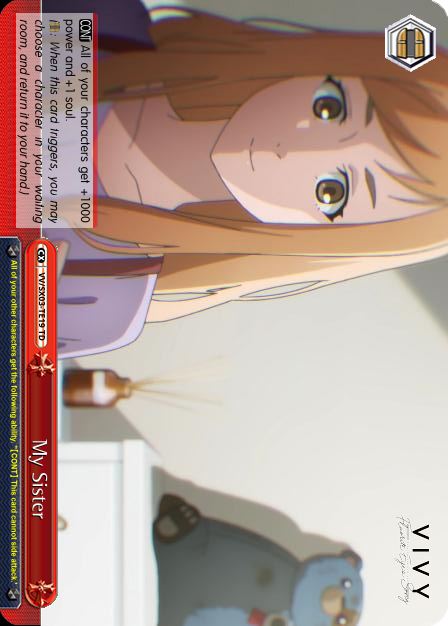 [CONT] All of your characters get +1000
power and +1 soul.
( : When this card triggers, you may
choose a character in your waiting
room, and return it to your hand.)
CX
VV/SX03-TE19 TD
My Sister
"All of your other characters get the following ability. "[CONT] This card cannot side attack."
VIVY
Fluorite Eye's Song